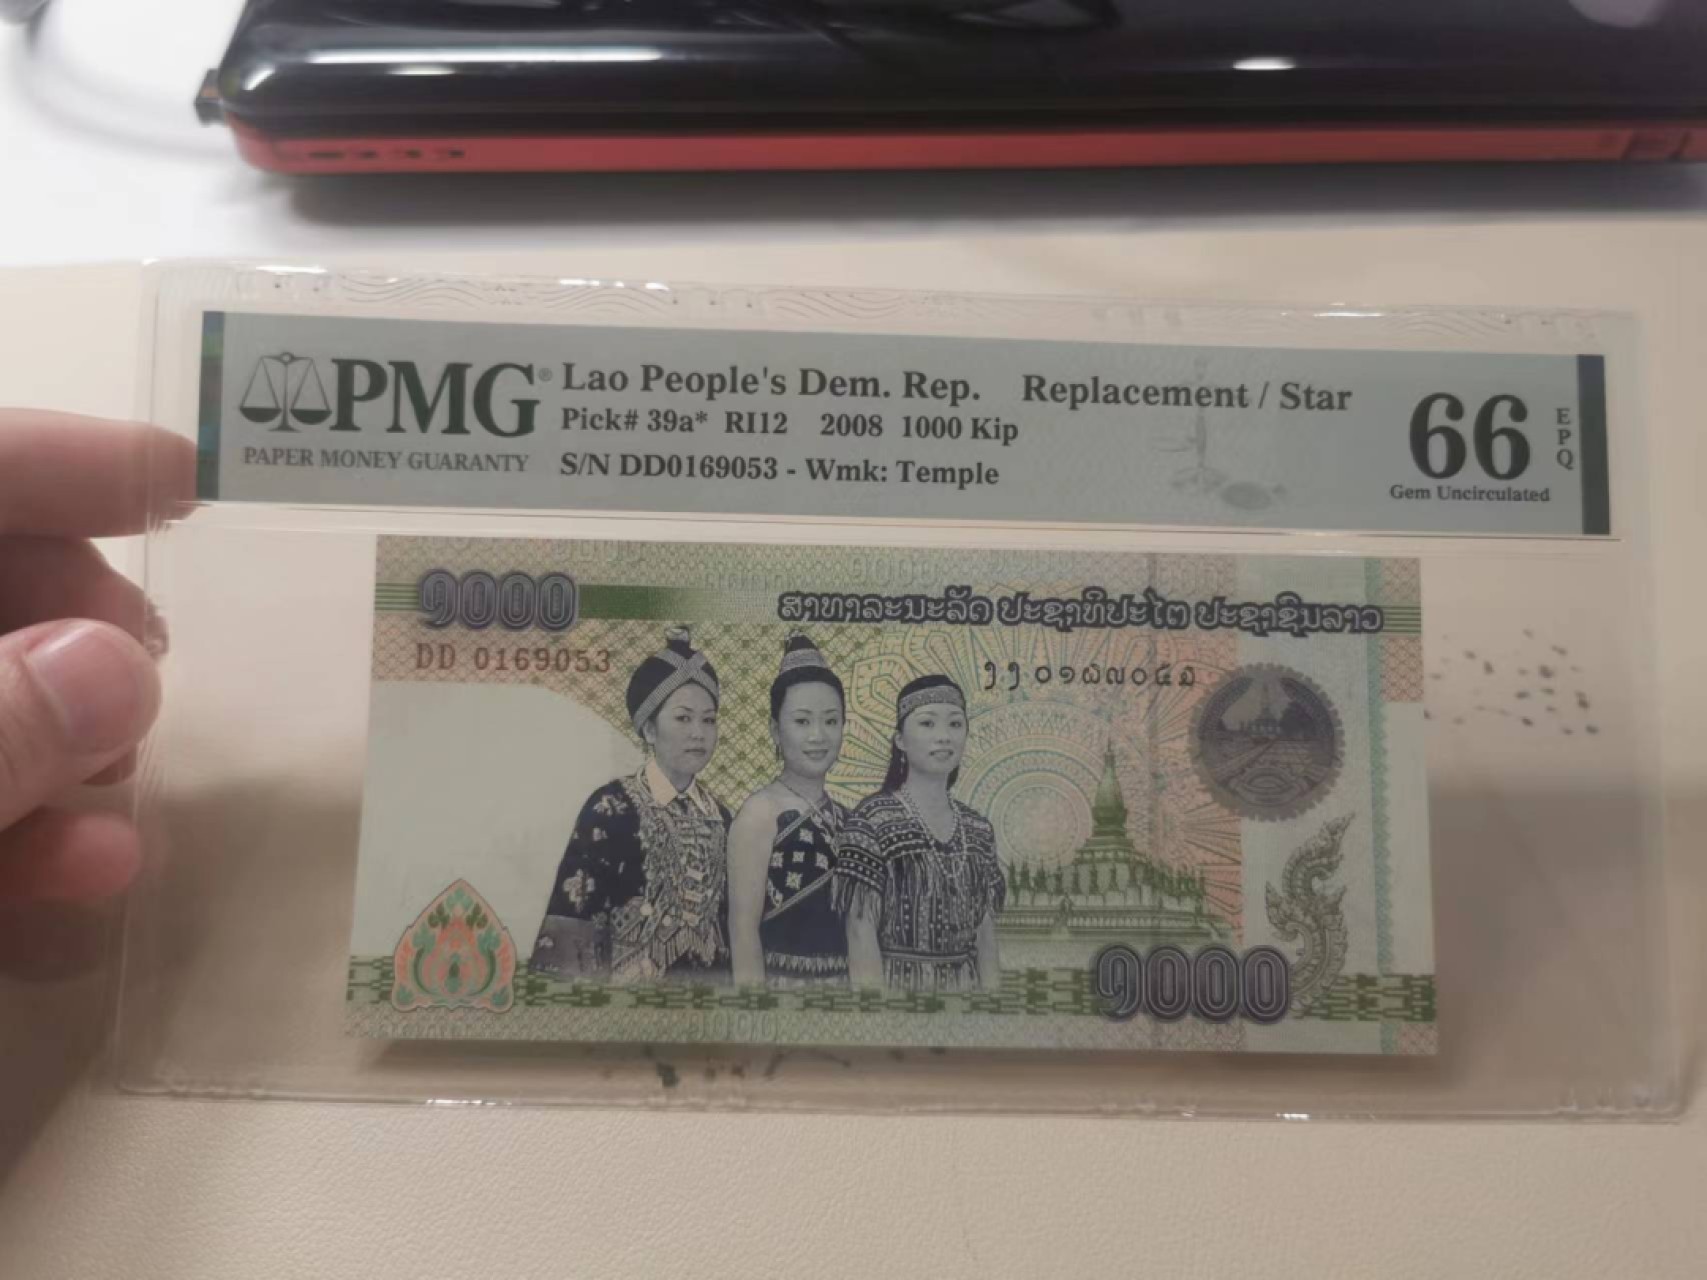 PMG® Lao People's Dem. Rep. Replacement / Star
Pick# 39a* RI12 2008 1000 Kip
PAPER MONEY GUARANTY S/N DD0169053 - Wmk: Temple
66 EPQ
Gem Uncirculated
໑໐໐໐
ສາທາລະນະລັດ ປະຊາທິປະໄຕ ປະຊາຊົນລາວ
DD 0169053
໑໐໐໐